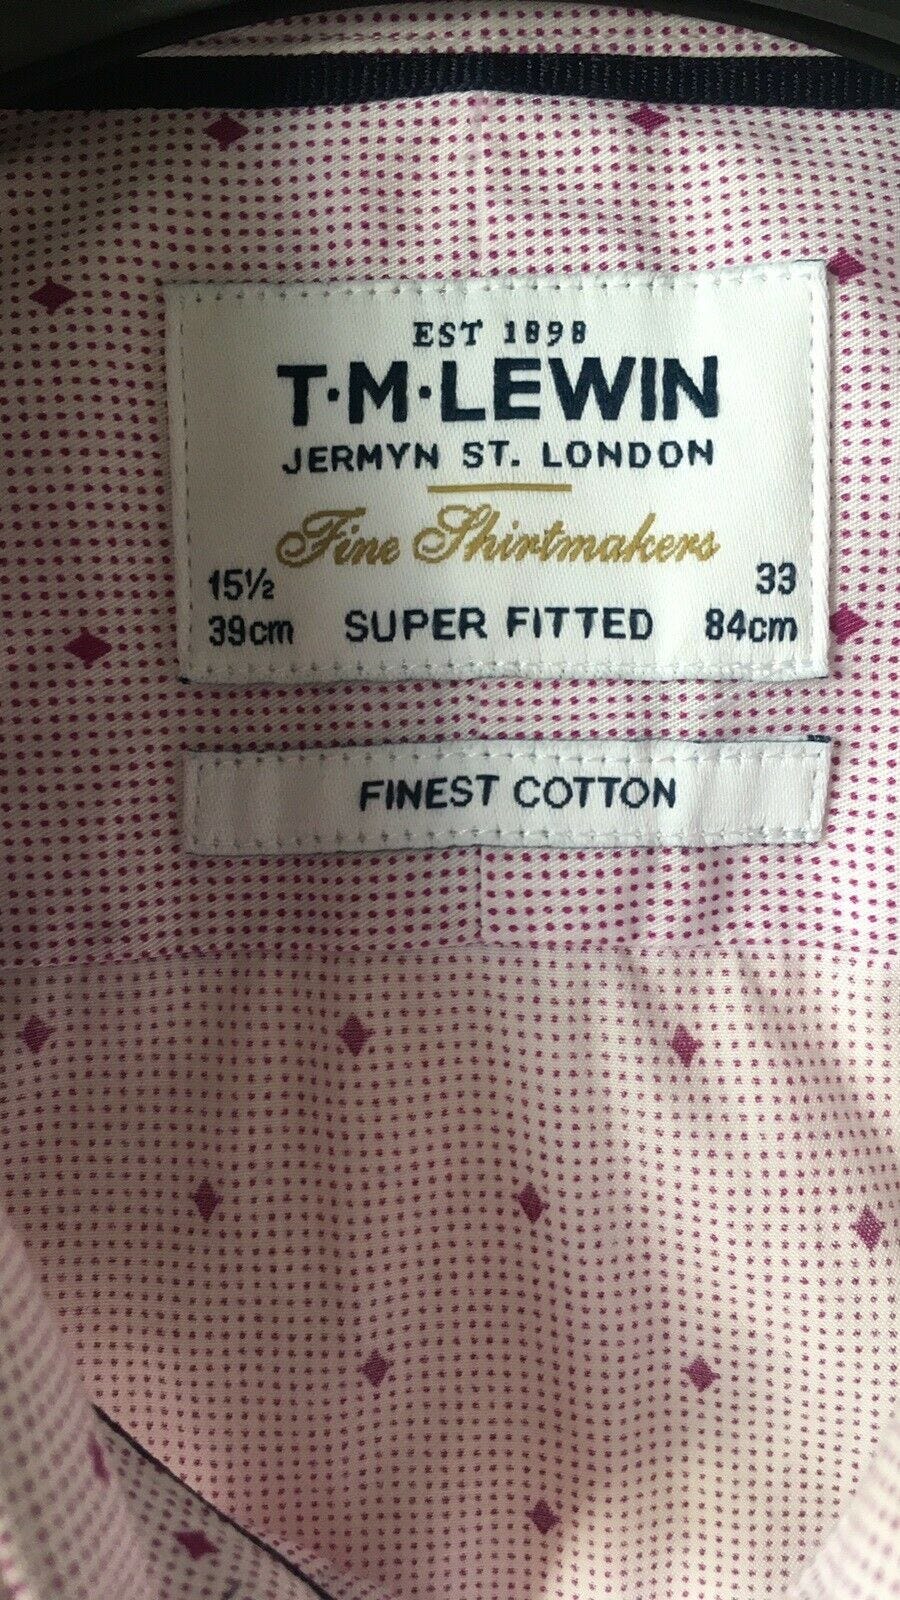 EST 1898
T·M·LEWIN
JERMYN ST. LONDON
Fine Shirtmakers
15½ 33
39cm SUPER FITTED 84cm
FINEST COTTON